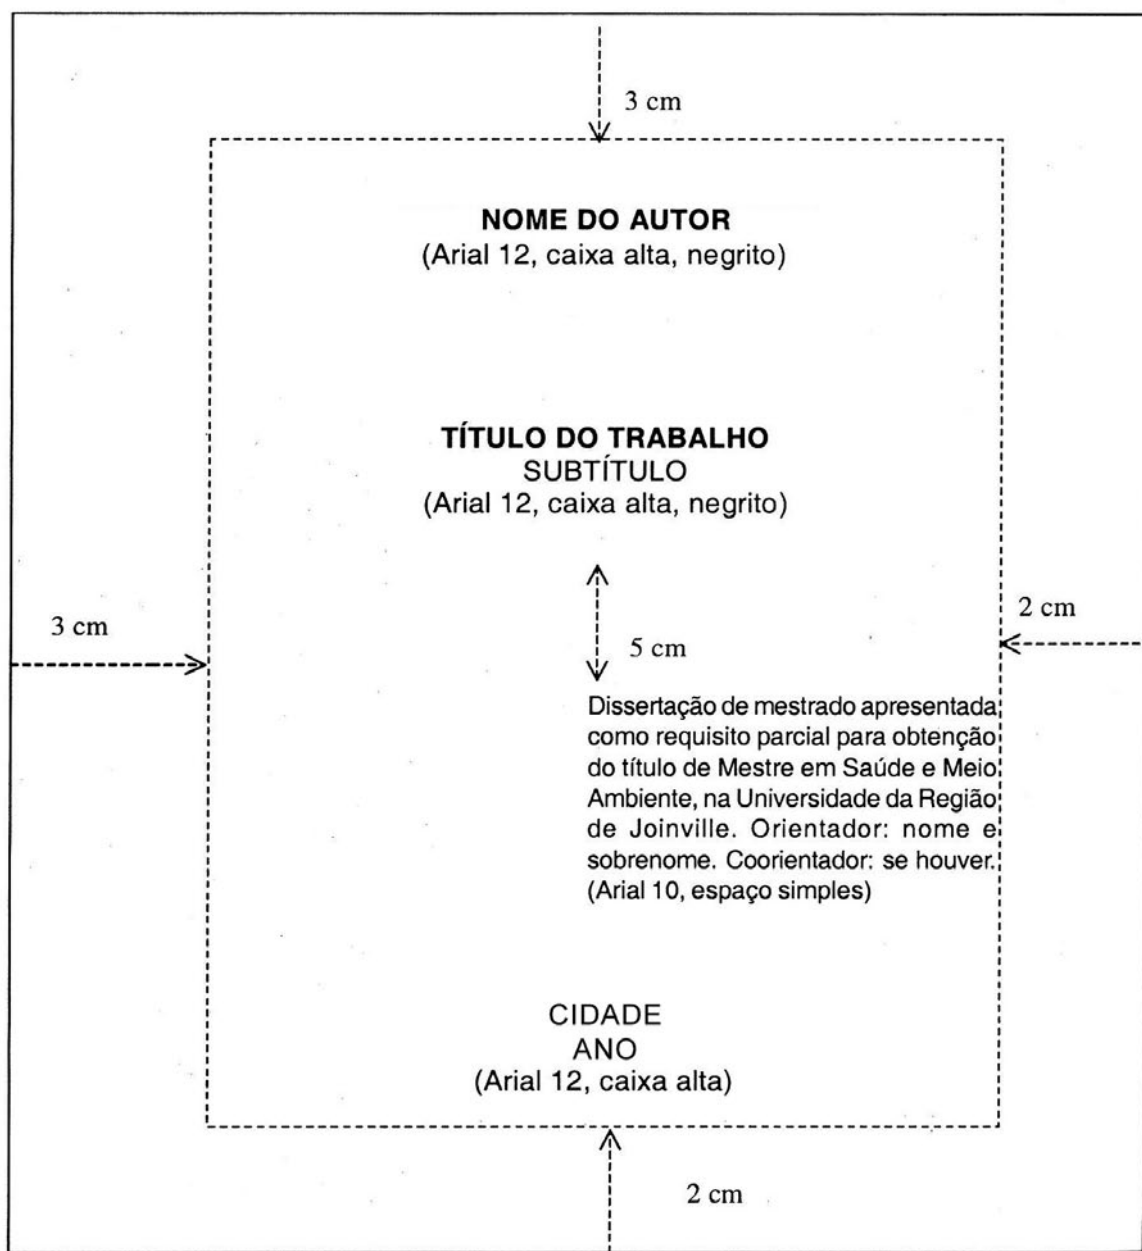 3 cm
NOME DO AUTOR
(Arial 12, caixa alta, negrito)
TÍTULO DO TRABALHO
SUBTÍTULO
(Arial 12, caixa alta, negrito)
3 cm
2 cm
5 cm
Dissertação de mestrado apresentada
como requisito parcial para obtenção
do título de Mestre em Saúde e Meio
Ambiente, na Universidade da Região
de Joinville. Orientador: nome e
sobrenome. Coorientador: se houver.
(Arial 10, espaço simples)
CIDADE
ANO
(Arial 12, caixa alta)
2 cm